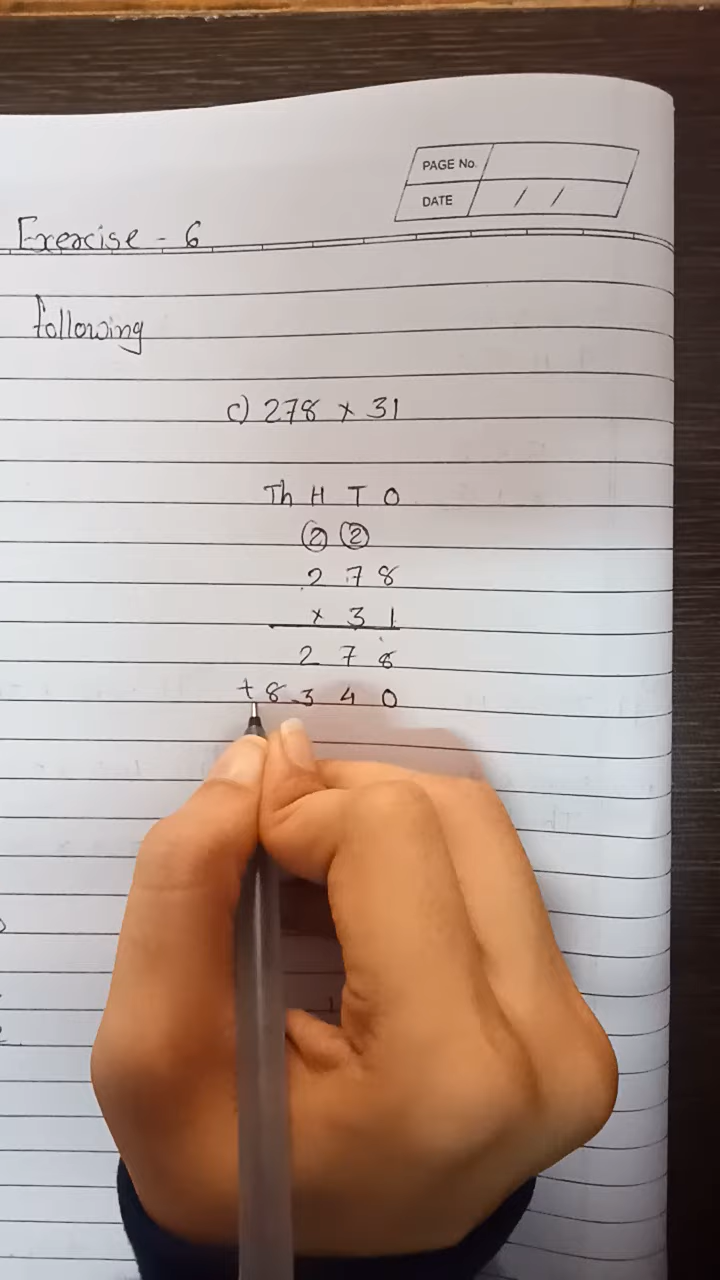 PAGE No.
DATE / /
Exercise - 6
following
c) 278 x 31
Th H T O
2 2
2 7 8
x 3 1
2 7 8
+ 8 3 4 0